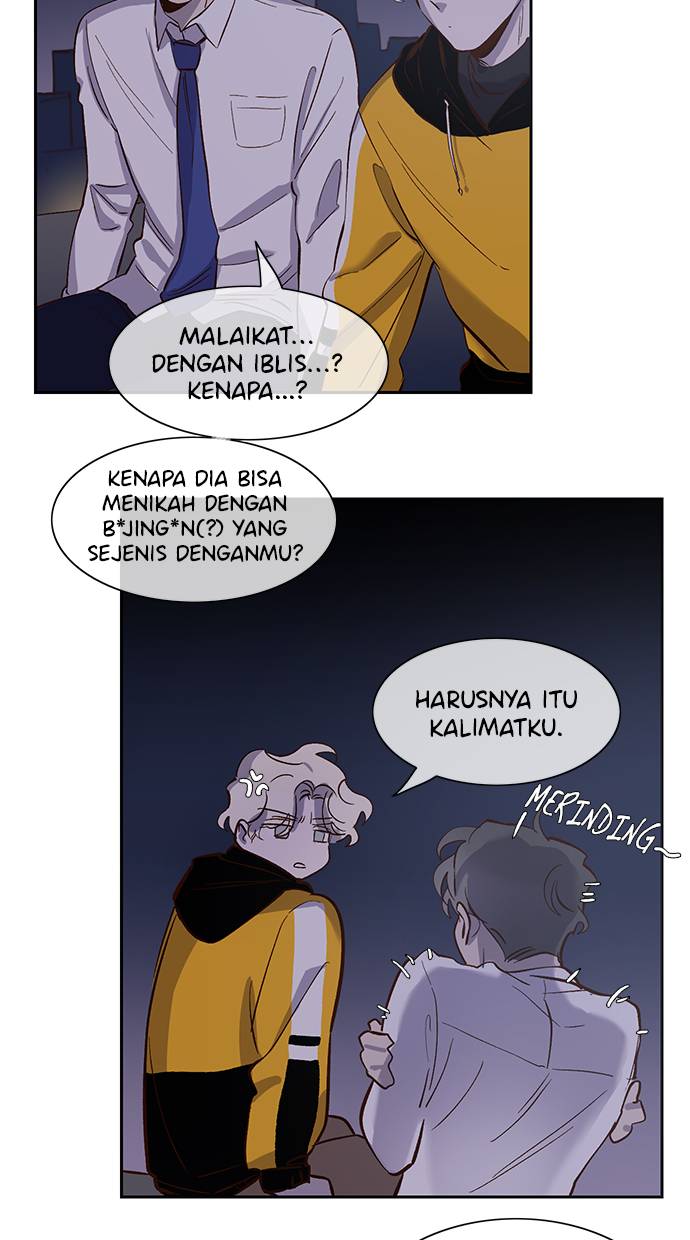 MALAIKAT...
DENGAN IBLIS...?
KENAPA...?
KENAPA DIA BISA
MENIKAH DENGAN
B*JING*N(?) YANG
SEJENIS DENGANMU?
HARUSNYA ITU
KALIMATKU.
MERINDING~